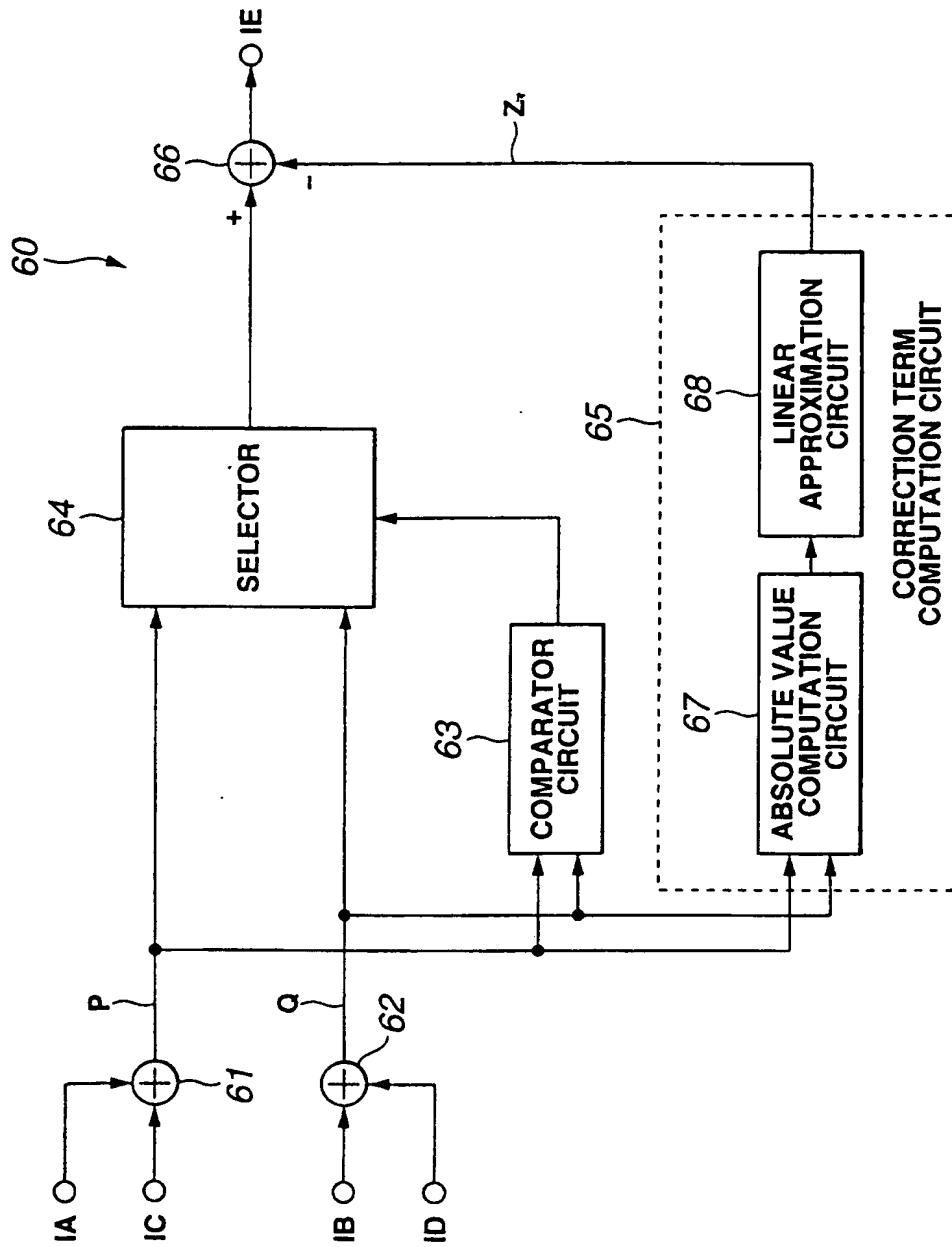 60
IA
IC
IB
ID
61
62
P
Q
64
SELECTOR
63
COMPARATOR
CIRCUIT
66
+
-
IE
Z
65
67
ABSOLUTE VALUE
COMPUTATION
CIRCUIT
68
LINEAR
APPROXIMATION
CIRCUIT
CORRECTION TERM
COMPUTATION CIRCUIT